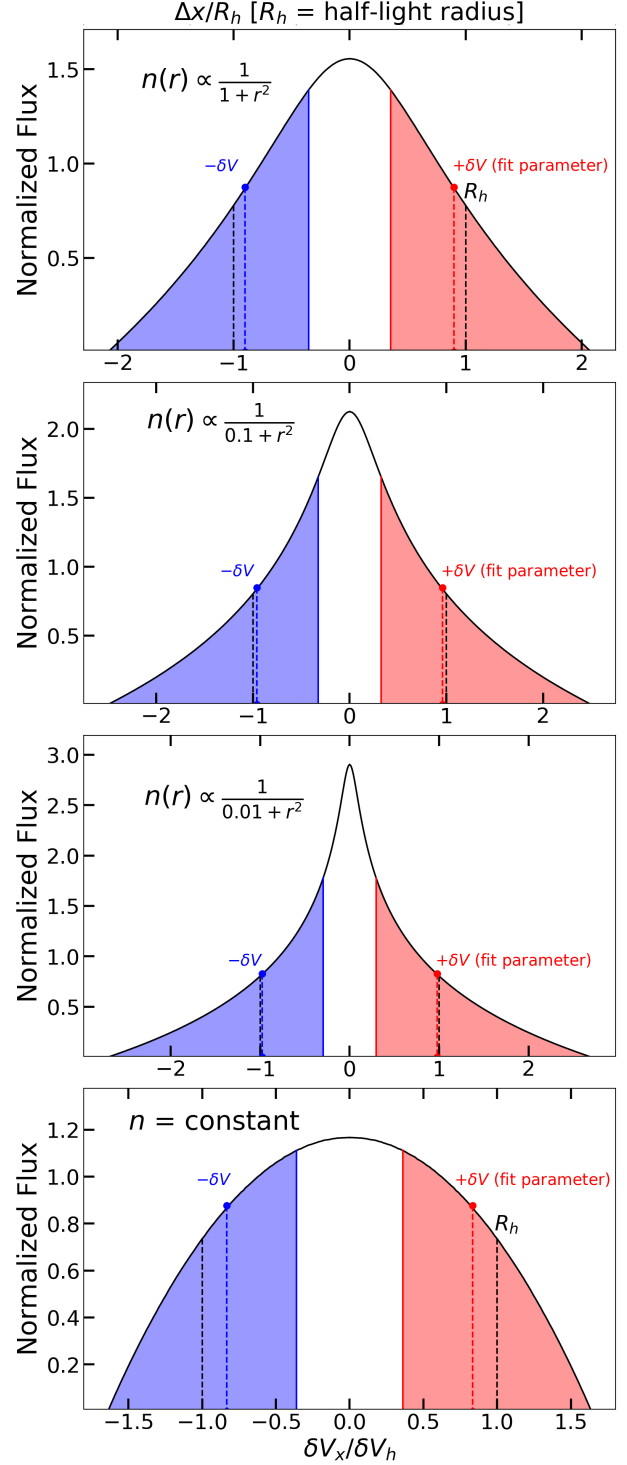 Δx/R_h [R_h = half-light radius]
Normalized Flux
n(r) ∝ 1/(1 + r²)
−δV
+δV (fit parameter)
R_h
1.5
1.0
0.5
−2 −1 0 1 2
Normalized Flux
n(r) ∝ 1/(0.1 + r²)
−δV
+δV (fit parameter)
2.0
1.5
1.0
0.5
−2 −1 0 1 2
Normalized Flux
n(r) ∝ 1/(0.01 + r²)
−δV
+δV (fit parameter)
3.0
2.5
2.0
1.5
1.0
0.5
−2 −1 0 1 2
Normalized Flux
n = constant
−δV
+δV (fit parameter)
R_h
1.2
1.0
0.8
0.6
0.4
0.2
−1.5 −1.0 −0.5 0.0 0.5 1.0 1.5
δV_x/δV_h